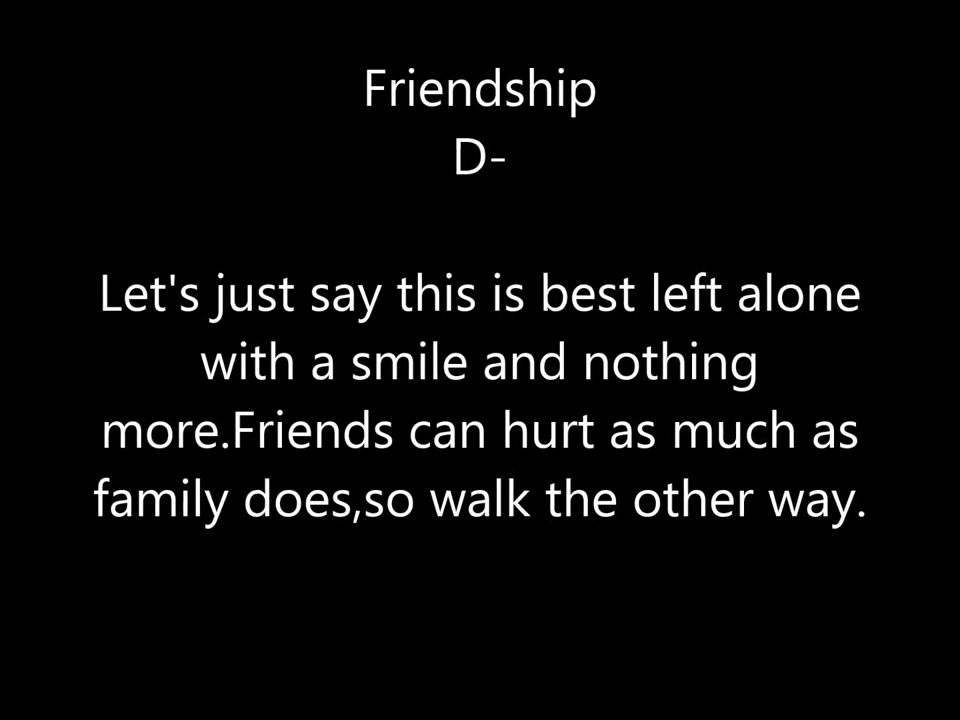 Friendship
D-
Let's just say this is best left alone
with a smile and nothing
more.Friends can hurt as much as
family does,so walk the other way.